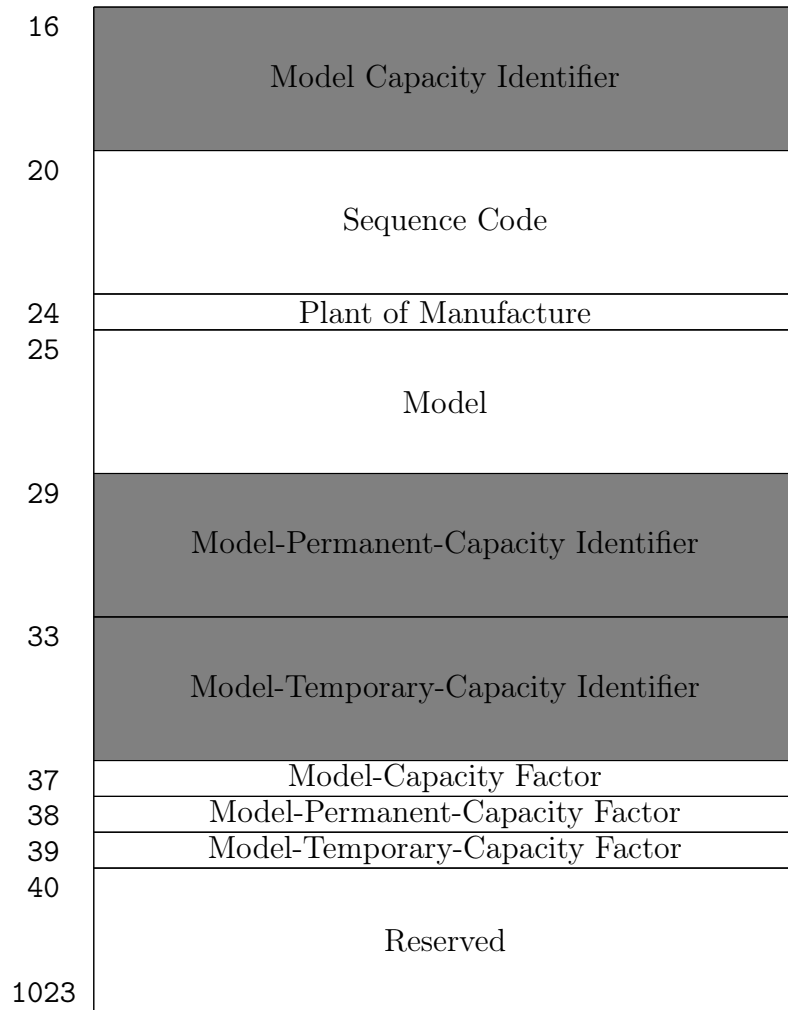 16
Model Capacity Identifier
20
Sequence Code
24 Plant of Manufacture
25
Model
29
Model-Permanent-Capacity Identifier
33
Model-Temporary-Capacity Identifier
37 Model-Capacity Factor
38 Model-Permanent-Capacity Factor
39 Model-Temporary-Capacity Factor
40
Reserved
1023